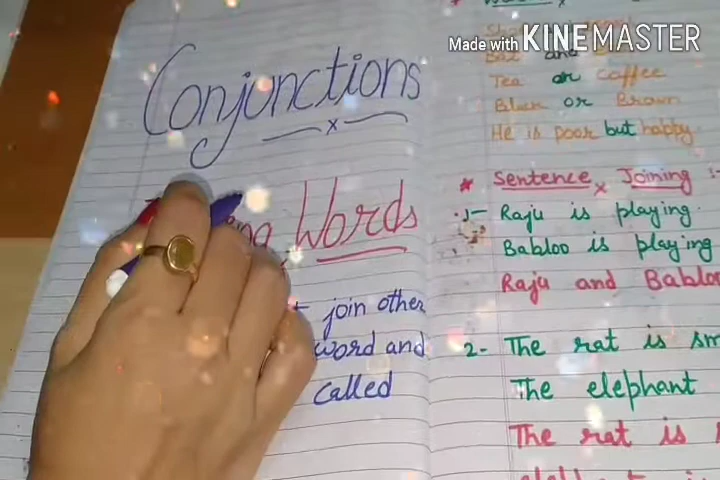 Made with KINEMASTER
Conjunctions
x
Words
join other
word and
called
and
Tea or coffee
Blue or Brown
He is poor but happy.
* Sentence x Joining :-
1- Raju is playing.
Babloo is playing
Raju and Babloo
2- The rat is
The elephant
The rat is